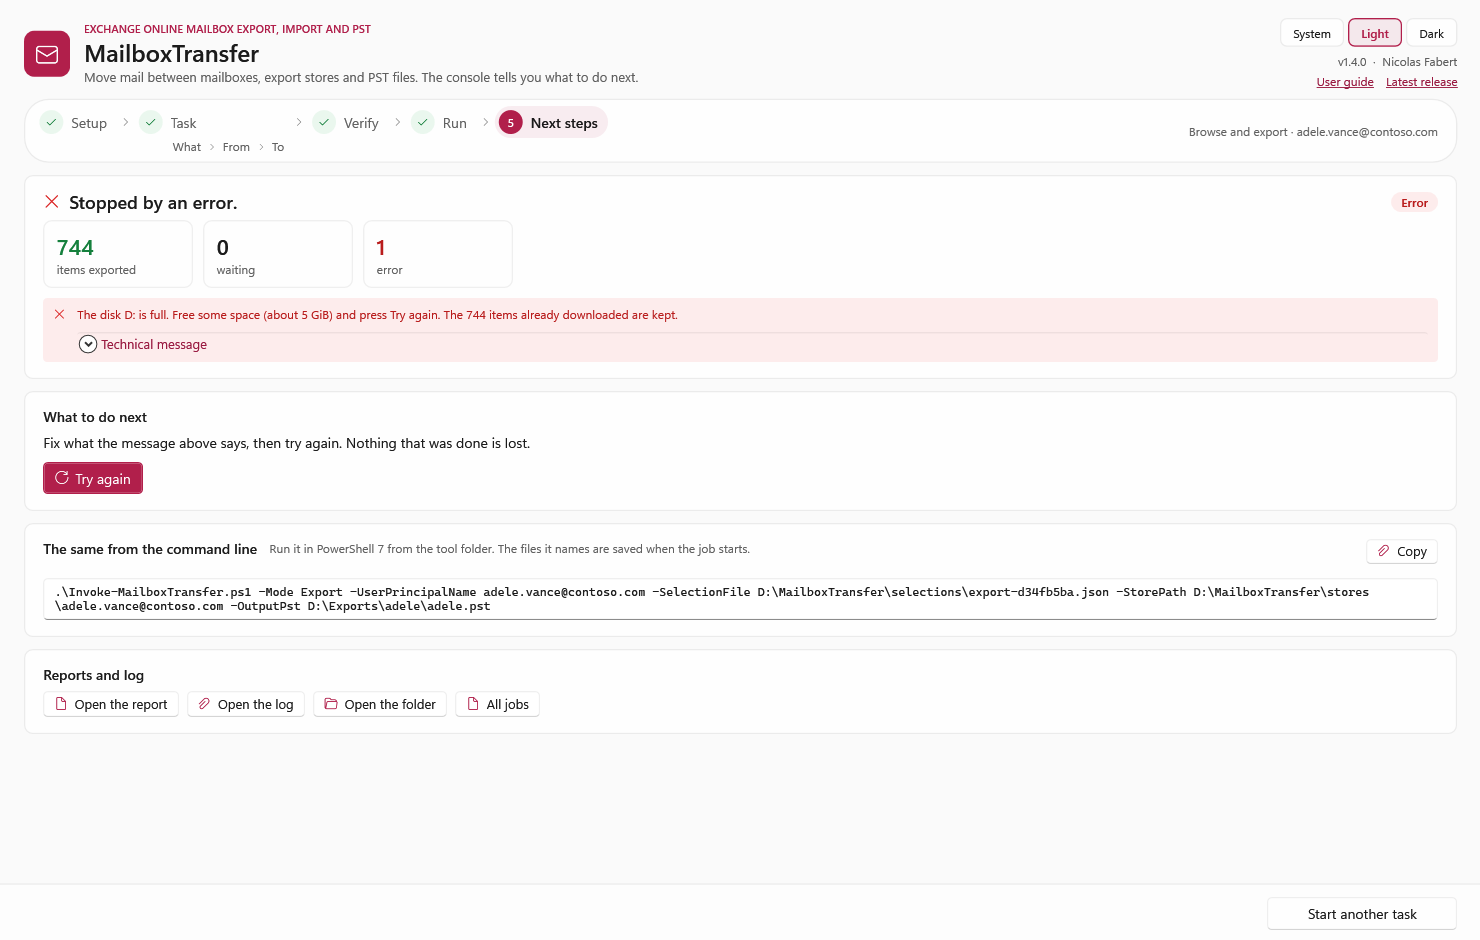 EXCHANGE ONLINE MAILBOX EXPORT, IMPORT AND PST
MailboxTransfer
Move mail between mailboxes, export stores and PST files. The console tells you what to do next.
System
Light
Dark
v1.4.0 · Nicolas Fabert
User guide
Latest release
Setup
Task
Verify
Run
5
Next steps
What
From
To
Browse and export · adele.vance@contoso.com
Stopped by an error.
Error
744
items exported
0
waiting
1
error
The disk D: is full. Free some space (about 5 GiB) and press Try again. The 744 items already downloaded are kept.
Technical message
What to do next
Fix what the message above says, then try again. Nothing that was done is lost.
Try again
The same from the command line
Run it in PowerShell 7 from the tool folder. The files it names are saved when the job starts.
Copy
.\Invoke-MailboxTransfer.ps1 -Mode Export -UserPrincipalName adele.vance@contoso.com -SelectionFile D:\MailboxTransfer\selections\export-d34fb5ba.json -StorePath D:\MailboxTransfer\stores
\adele.vance@contoso.com -OutputPst D:\Exports\adele\adele.pst
Reports and log
Open the report
Open the log
Open the folder
All jobs
Start another task